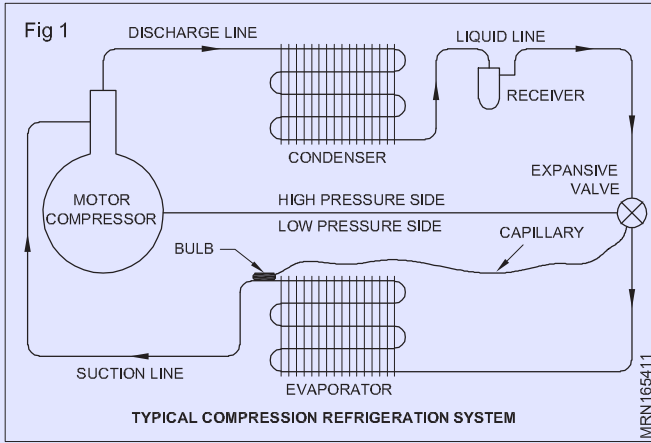 Fig 1
DISCHARGE LINE
LIQUID LINE
RECEIVER
CONDENSER
EXPANSIVE
VALVE
MOTOR
COMPRESSOR
HIGH PRESSURE SIDE
LOW PRESSURE SIDE
BULB
CAPILLARY
SUCTION LINE
EVAPORATOR
TYPICAL COMPRESSION REFRIGERATION SYSTEM
MRN165411